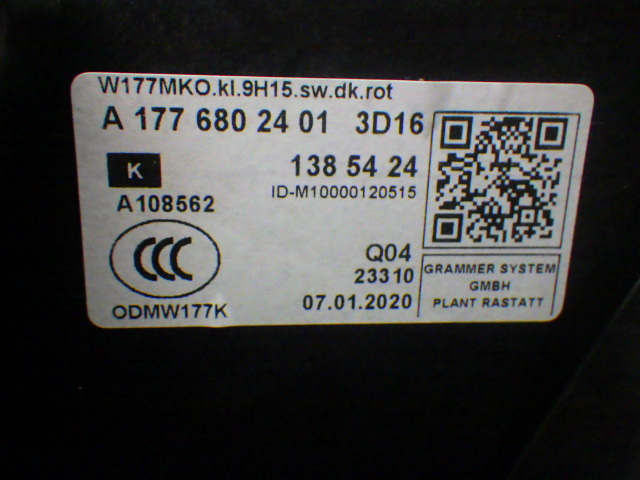 W177MKO.kl.9H15.sw.dk.rot
A 177 680 24 01 3D16
K
138 54 24
ID-M10000120515
A108562
CCC
Q04
23310
07.01.2020
ODMW177K
GRAMMER SYSTEM
GMBH
PLANT RASTATT